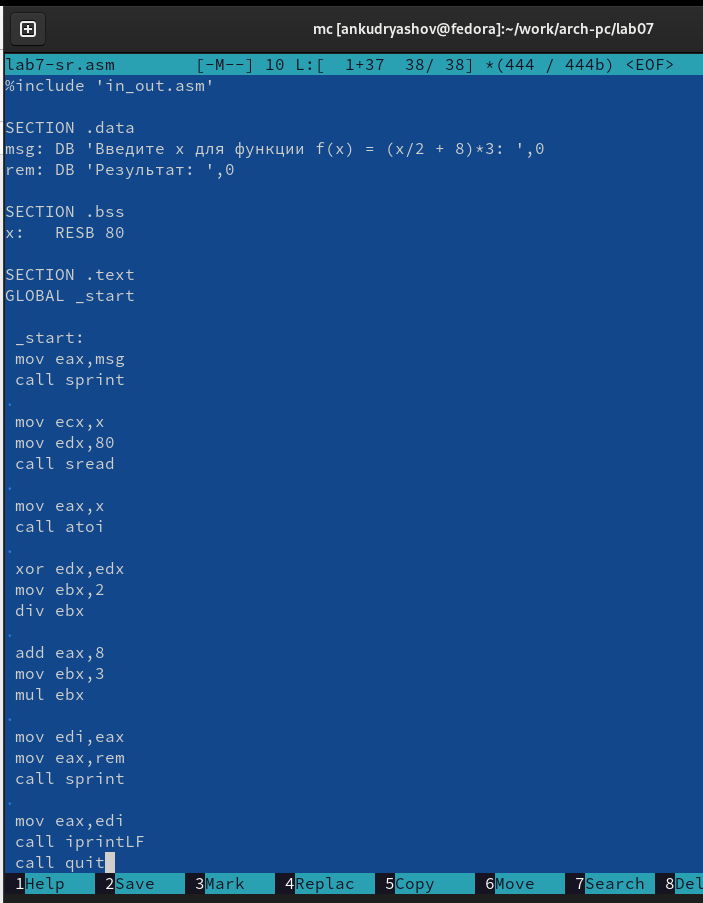 mc [ankudryashov@fedora]:~/work/arch-pc/lab07
lab7-sr.asm [-M--] 10 L:[ 1+37 38/ 38] *(444 / 444b) <EOF>
%include 'in_out.asm'
SECTION .data
msg: DB 'Введите x для функции f(x) = (x/2 + 8)*3: ',0
rem: DB 'Результат: ',0
SECTION .bss
x: RESB 80
SECTION .text
GLOBAL _start
_start:
mov eax,msg
call sprint
mov ecx,x
mov edx,80
call sread
mov eax,x
call atoi
xor edx,edx
mov ebx,2
div ebx
add eax,8
mov ebx,3
mul ebx
mov edi,eax
mov eax,rem
call sprint
mov eax,edi
call iprintLF
call quit
1Help 2Save 3Mark 4Replac 5Copy 6Move 7Search 8Del